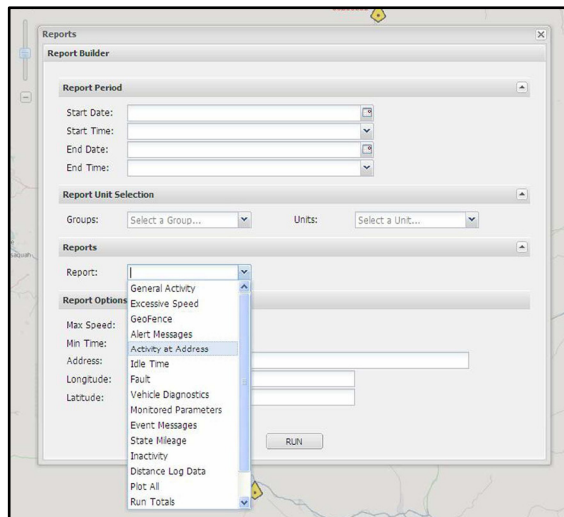 Reports
Report Builder
Report Period
Start Date:
Start Time:
End Date:
End Time:
Report Unit Selection
Groups: Select a Group... Units: Select a Unit...
Reports
Report:
General Activity
Excessive Speed
GeoFence
Alert Messages
Activity at Address
Idle Time
Fault
Vehicle Diagnostics
Monitored Parameters
Event Messages
State Mileage
Inactivity
Distance Log Data
Plot All
Run Totals
Report Options
Max Speed:
Min Time:
Address:
Longitude:
Latitude:
RUN